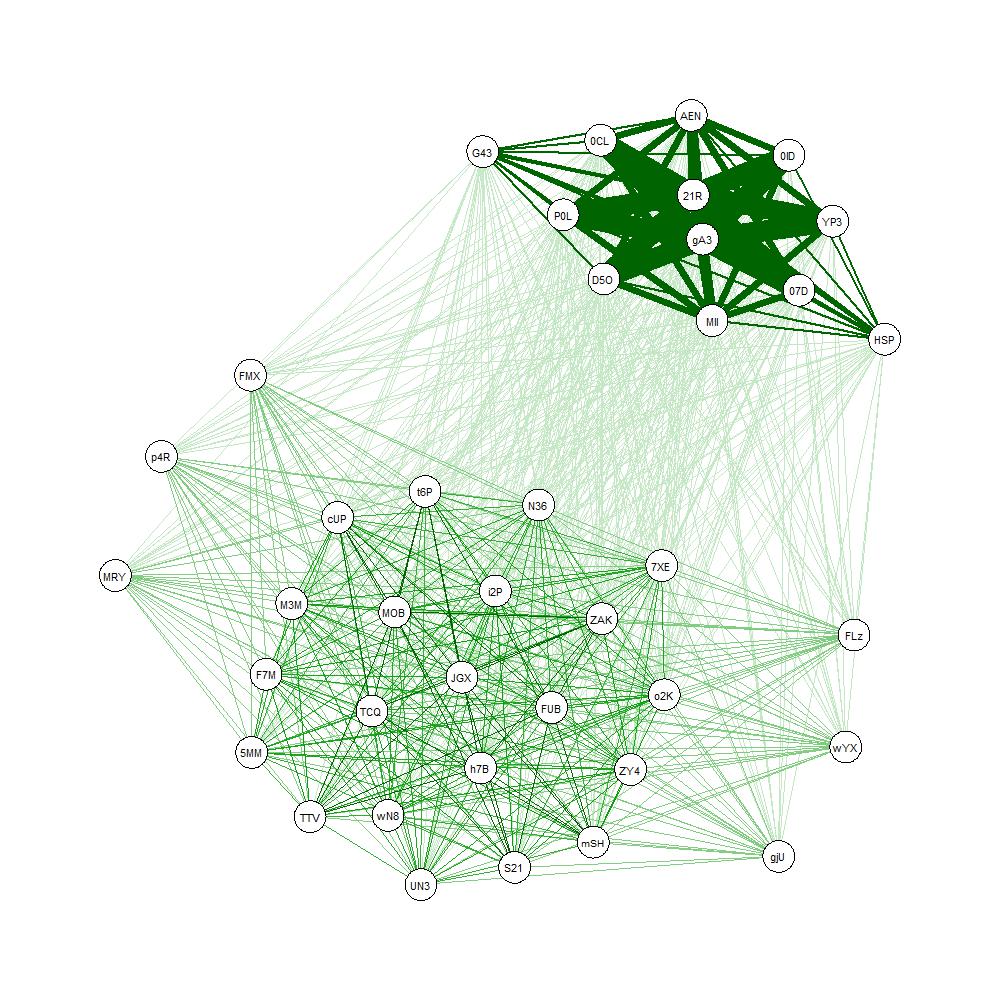 AEN
0CL
G43
0ID
21R
P0L
YP3
gA3
D5O
07D
MII
HSP
FMX
p4R
t6P
N36
cUP
7XE
MRY
i2P
M3M
MOB
ZAK
FLz
F7M
JGX
o2K
TCQ
FUB
5MM
wYX
h7B
ZY4
TTV
wN8
mSH
gjU
S21
UN3